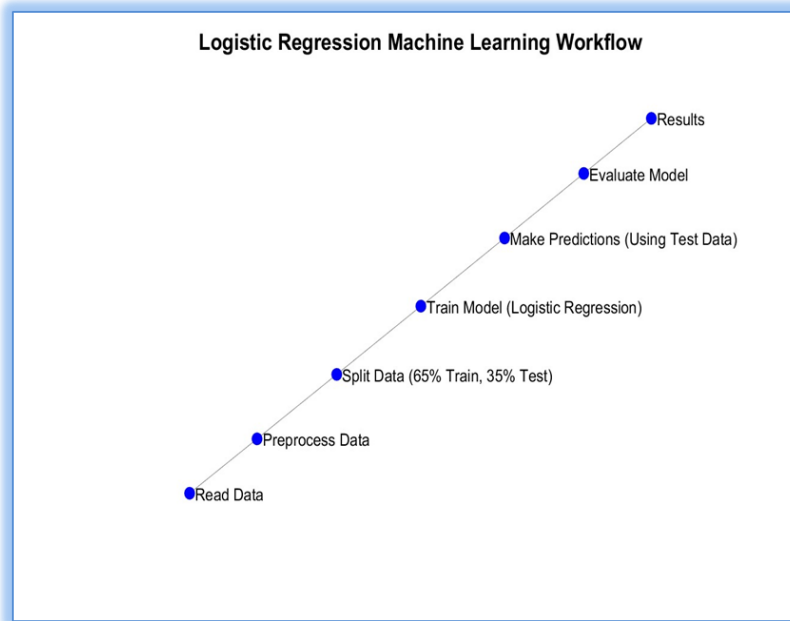 Logistic Regression Machine Learning Workflow
Results
Evaluate Model
Make Predictions (Using Test Data)
Train Model (Logistic Regression)
Split Data (65% Train, 35% Test)
Preprocess Data
Read Data